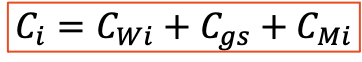 C_i = C_{Wi} + C_{gs} + C_{Mi}